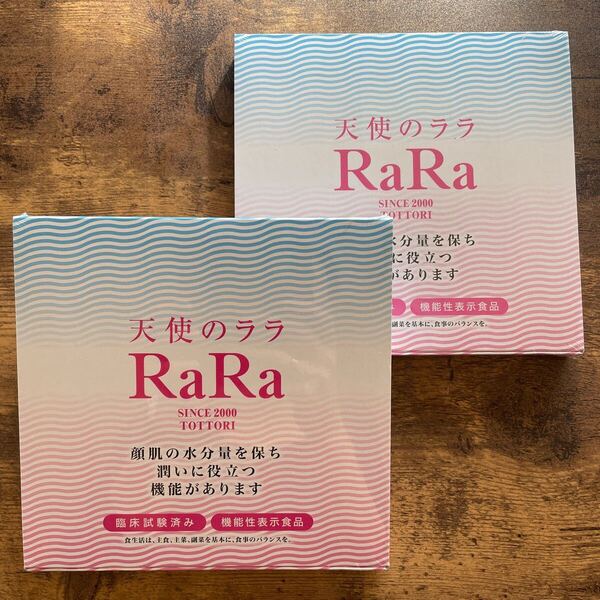 天使のララ
RaRa
SINCE 2000
TOTTORI
水分量を保ち
に役立つ
があります
機能性表示食品
副菜を基本に、食事のバランスを。
天使のララ
RaRa
SINCE 2000
TOTTORI
顔肌の水分量を保ち
潤いに役立つ
機能があります
臨床試験済み 機能性表示食品
食生活は、主食、主菜、副菜を基本に、食事のバランスを。